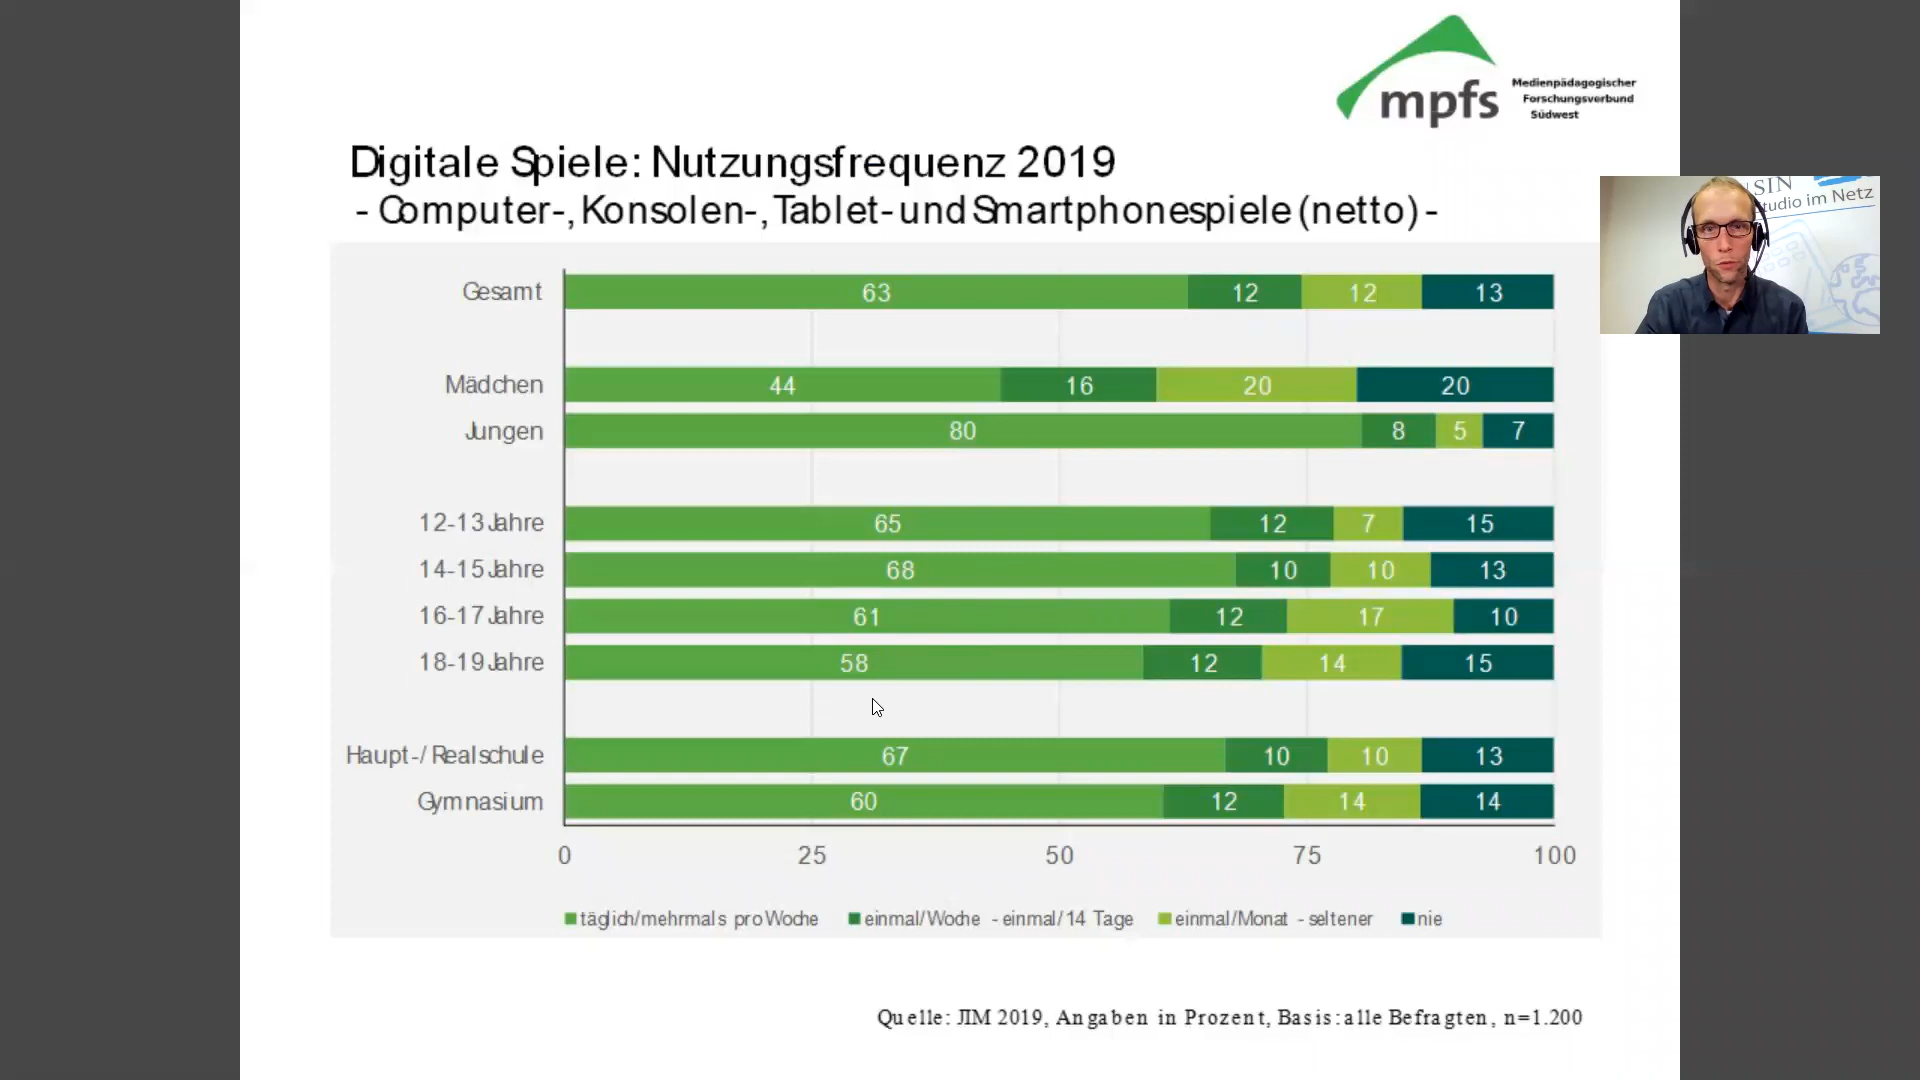 mpfs
Medienpädagogischer
Forschungsverbund
Südwest
Digitale Spiele: Nutzungsfrequenz 2019
- Computer-, Konsolen-, Tablet- und Smartphonespiele (netto) -
SIN
Studio im Netz
Gesamt 63 12 12 13
Mädchen 44 16 20 20
Jungen 80 8 5 7
12-13 Jahre 65 12 7 15
14-15 Jahre 68 10 10 13
16-17 Jahre 61 12 17 10
18-19 Jahre 58 12 14 15
Haupt-/ Realschule 67 10 10 13
Gymnasium 60 12 14 14
0 25 50 75 100
täglich/mehrmals pro Woche einmal/Woche - einmal/14 Tage einmal/Monat - seltener nie
Quelle: JIM 2019, Angaben in Prozent, Basis: alle Befragten, n=1.200